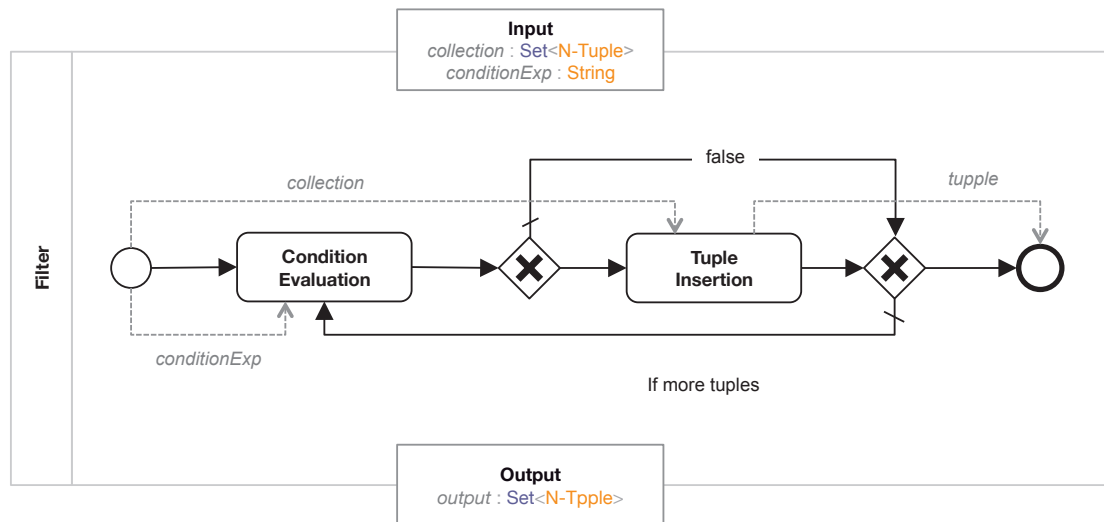 Input
collection : Set<N-Tuple>
conditionExp : String
false
collection
tupple
Filter
Condition
Evaluation
Tuple
Insertion
conditionExp
If more tuples
Output
output : Set<N-Tpple>